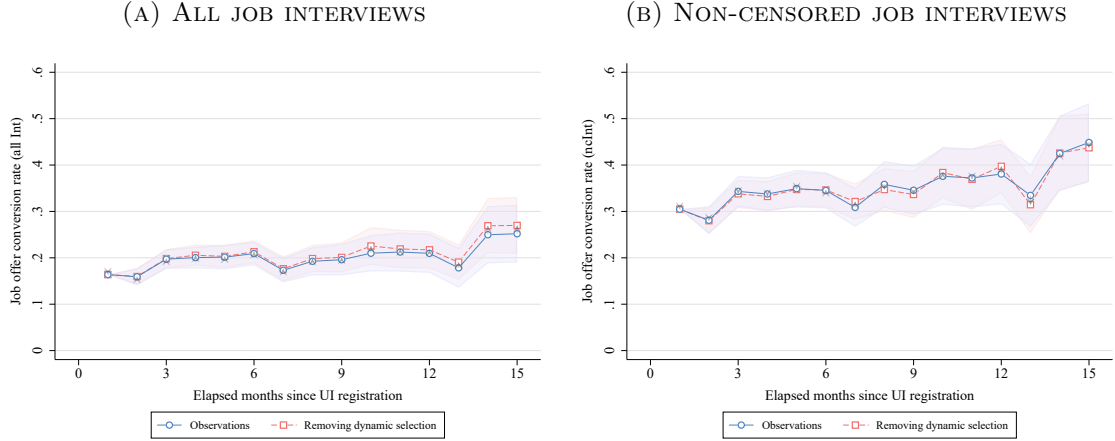 (A) ALL JOB INTERVIEWS
Job offer conversion rate (all Int)
.6
.5
.4
.3
.2
.1
0
0 3 6 9 12 15
Elapsed months since UI registration
Observations Removing dynamic selection
(B) NON-CENSORED JOB INTERVIEWS
Job offer conversion rate (ncInt)
.6
.5
.4
.3
.2
.1
0
0 3 6 9 12 15
Elapsed months since UI registration
Observations Removing dynamic selection